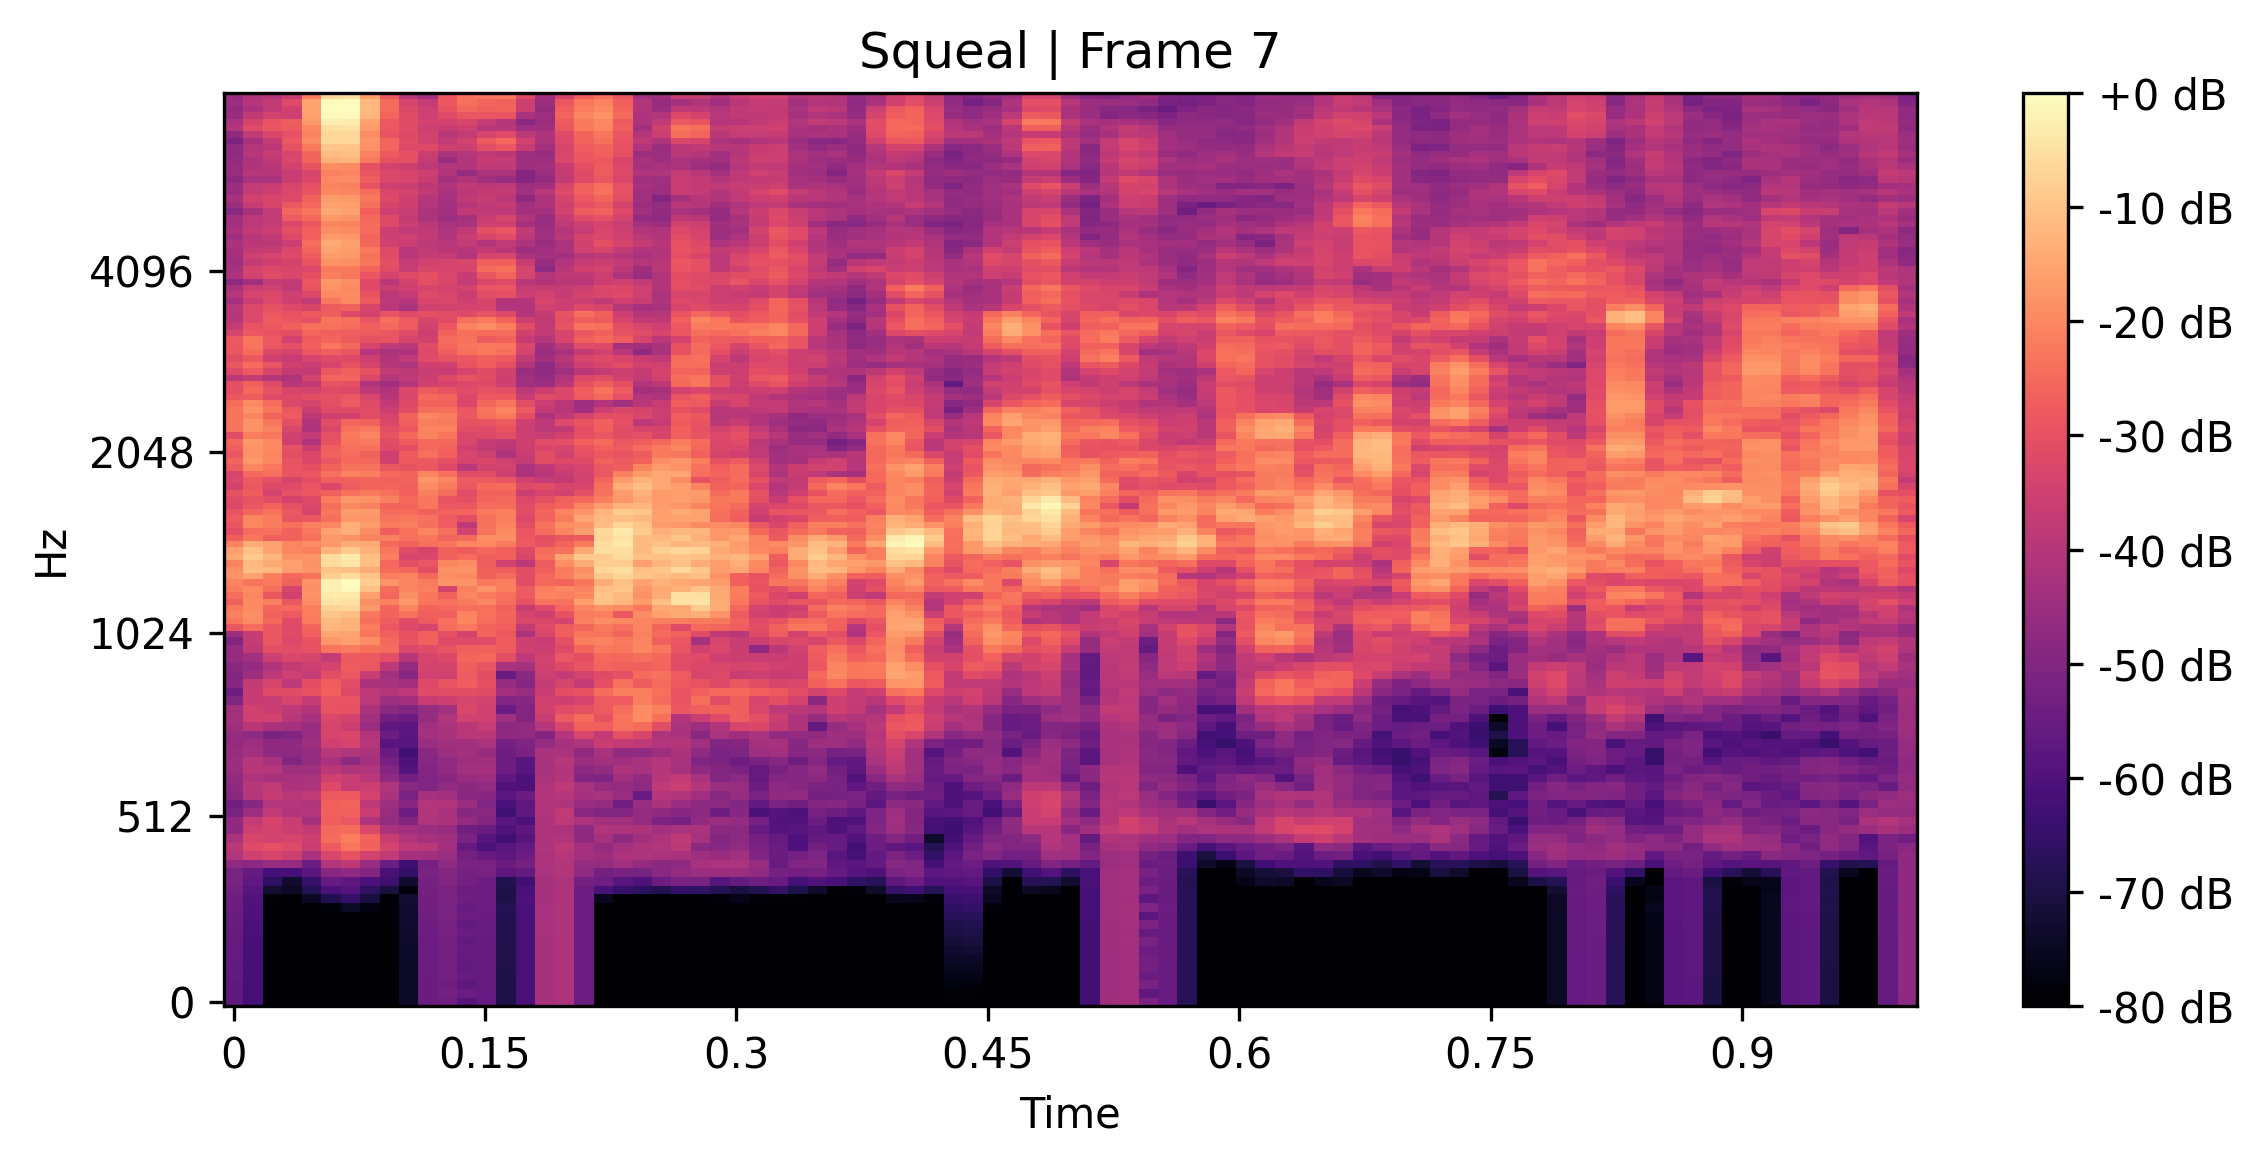 Squeal | Frame 7
Hz
4096
2048
1024
512
0
0 0.15 0.3 0.45 0.6 0.75 0.9
Time
+0 dB
-10 dB
-20 dB
-30 dB
-40 dB
-50 dB
-60 dB
-70 dB
-80 dB